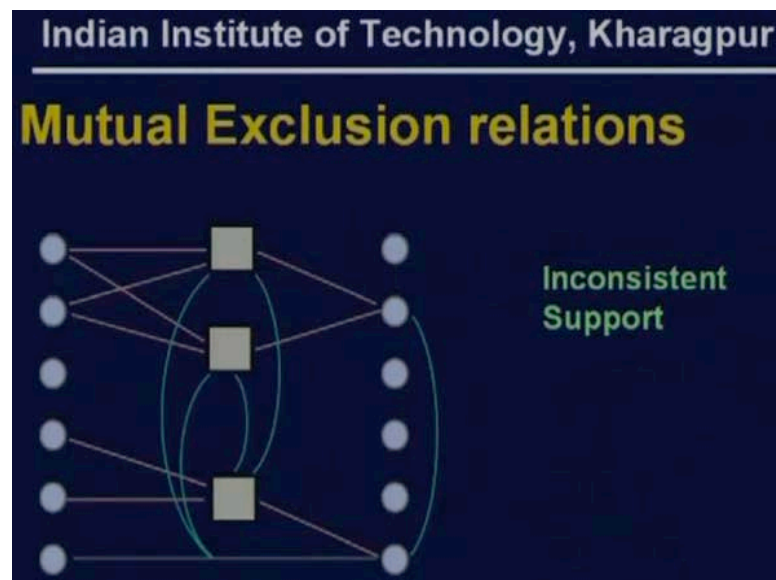 Indian Institute of Technology, Kharagpur
Mutual Exclusion relations
Inconsistent
Support